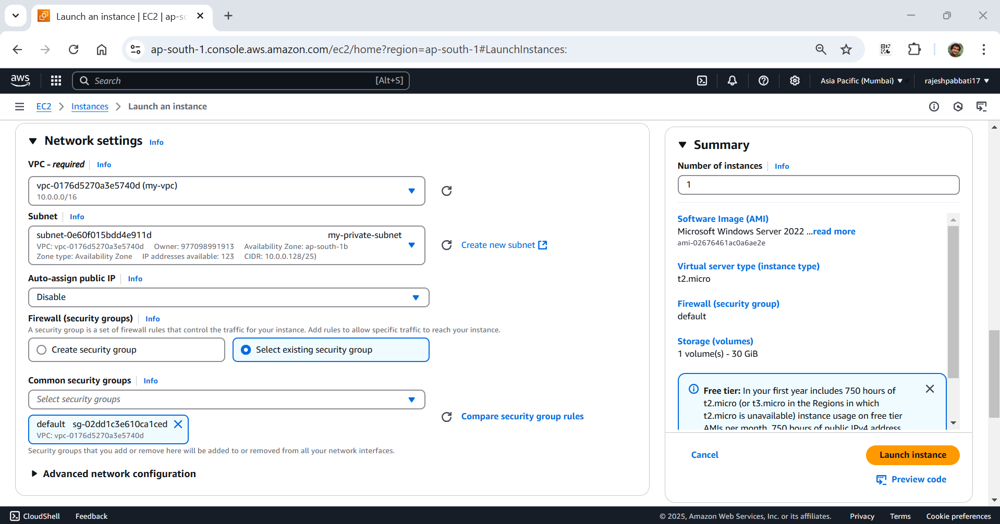 Launch an instance | EC2 | ap-so
ap-south-1.console.aws.amazon.com/ec2/home?region=ap-south-1#LaunchInstances:
aws
Search [Alt+S]
Asia Pacific (Mumbai)
rajeshpabbati17
EC2 > Instances > Launch an instance
Network settings Info
VPC - required Info
vpc-0176d5270a3e5740d (my-vpc)
10.0.0.0/16
Subnet Info
subnet-0e60f015bdd4e911d my-private-subnet
VPC: vpc-0176d5270a3e5740d Owner: 977098991913 Availability Zone: ap-south-1b
Zone type: Availability Zone IP addresses available: 123 CIDR: 10.0.0.128/25)
Create new subnet
Auto-assign public IP Info
Disable
Firewall (security groups) Info
A security group is a set of firewall rules that control the traffic for your instance. Add rules to allow specific traffic to reach your instance.
Create security group
Select existing security group
Common security groups Info
Select security groups
default sg-02dd1c3e610ca1ced
VPC: vpc-0176d5270a3e5740d
Compare security group rules
Security groups that you add or remove here will be added to or removed from all your network interfaces.
Advanced network configuration
Summary
Number of instances Info
1
Software Image (AMI)
Microsoft Windows Server 2022 ...read more
ami-02676461ac0a6ae2e
Virtual server type (instance type)
t2.micro
Firewall (security group)
default
Storage (volumes)
1 volume(s) - 30 GiB
Free tier: In your first year includes 750 hours of
t2.micro (or t3.micro in the Regions in which
t2.micro is unavailable) instance usage on free tier
AMIs per month, 750 hours of public IPv4 address
Cancel
Launch instance
Preview code
CloudShell Feedback
© 2025, Amazon Web Services, Inc. or its affiliates. Privacy Terms Cookie preferences